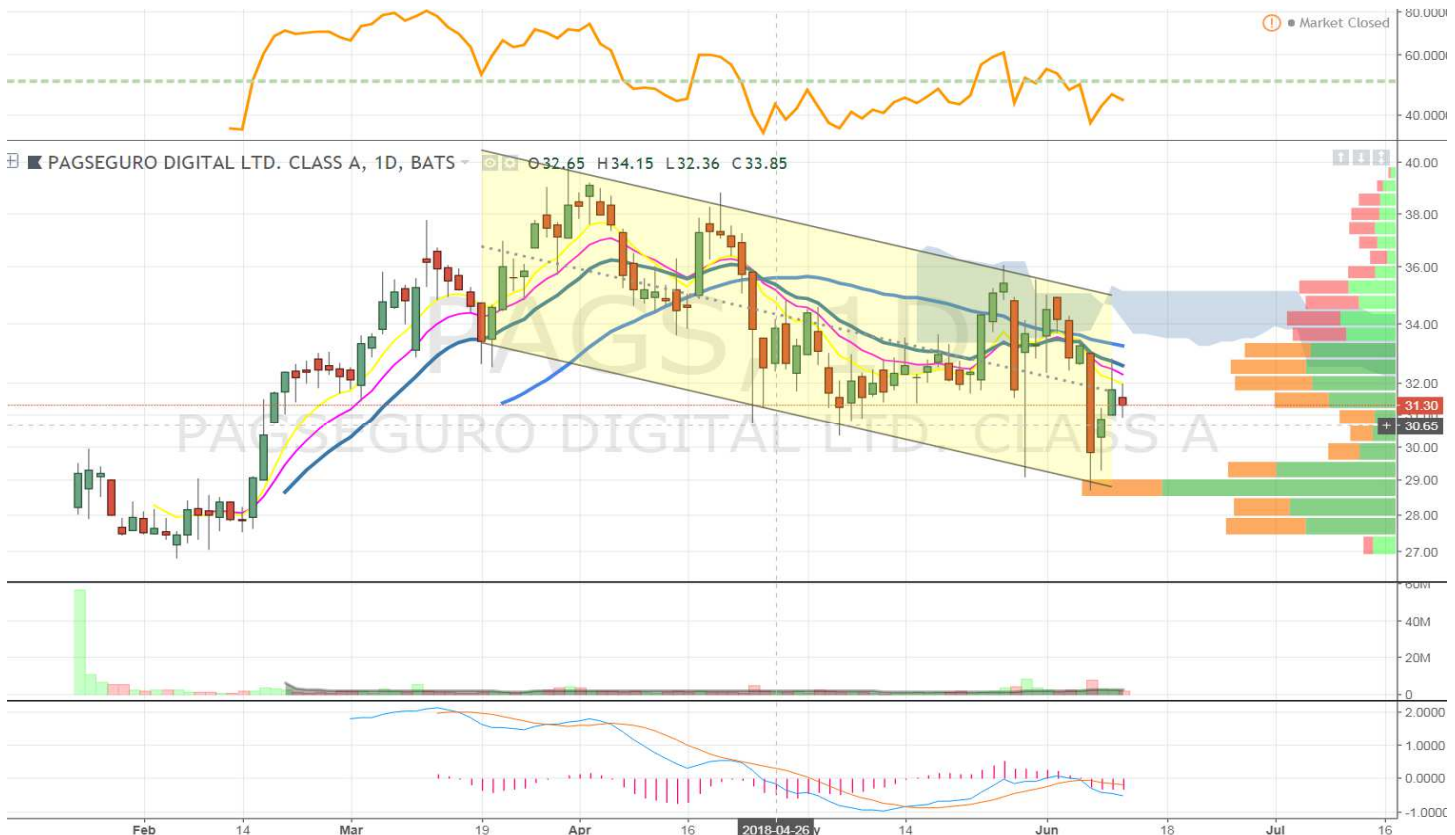 80.0000
Market Closed
60.0000
40.0000
PAGSEGURO DIGITAL LTD. CLASS A, 1D, BATS O32.65 H34.15 L32.36 C33.85
40.00
38.00
36.00
PAGS, 1D
34.00
32.00
31.30
PAGSEGURO DIGITAL LTD. CLASS A
30.65
30.00
29.00
28.00
27.00
60M
40M
20M
0
2.0000
1.0000
0.0000
-1.0000
Feb 14 Mar 19 Apr 16 2018-04-26 14 Jun 18 Jul 16